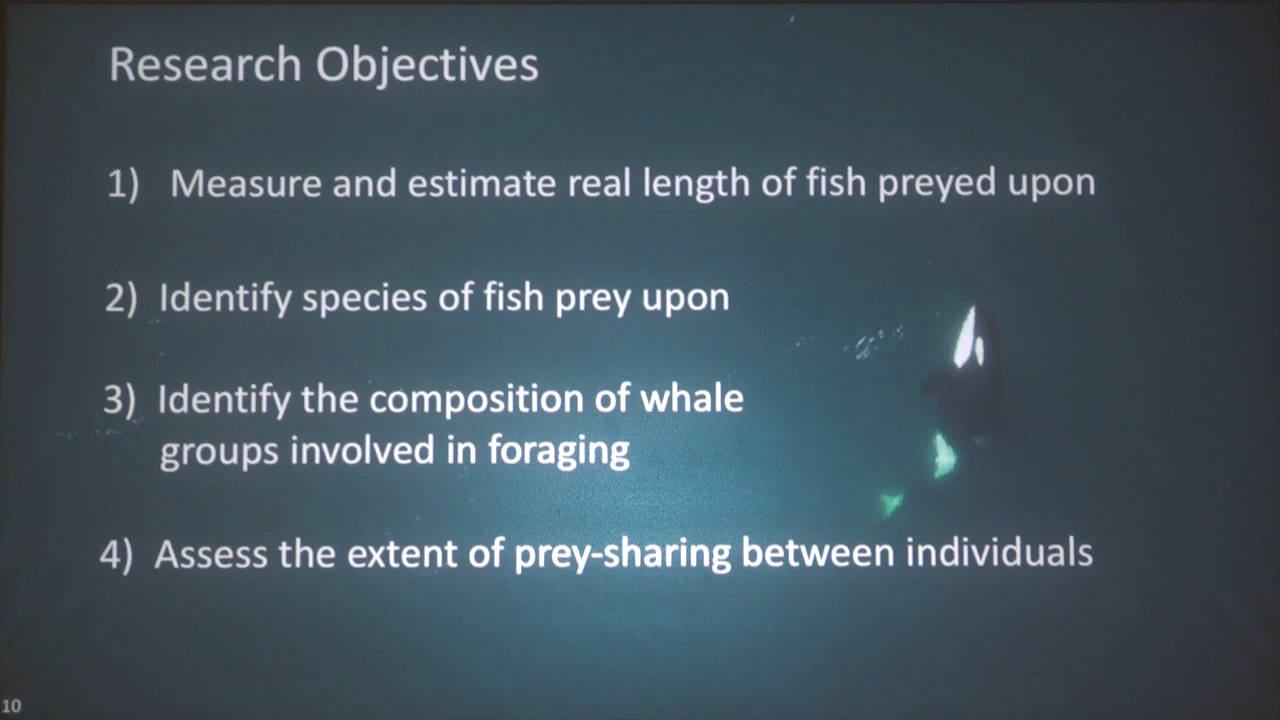 Research Objectives
1) Measure and estimate real length of fish preyed upon
2) Identify species of fish prey upon
3) Identify the composition of whale
groups involved in foraging
4) Assess the extent of prey-sharing between individuals
10